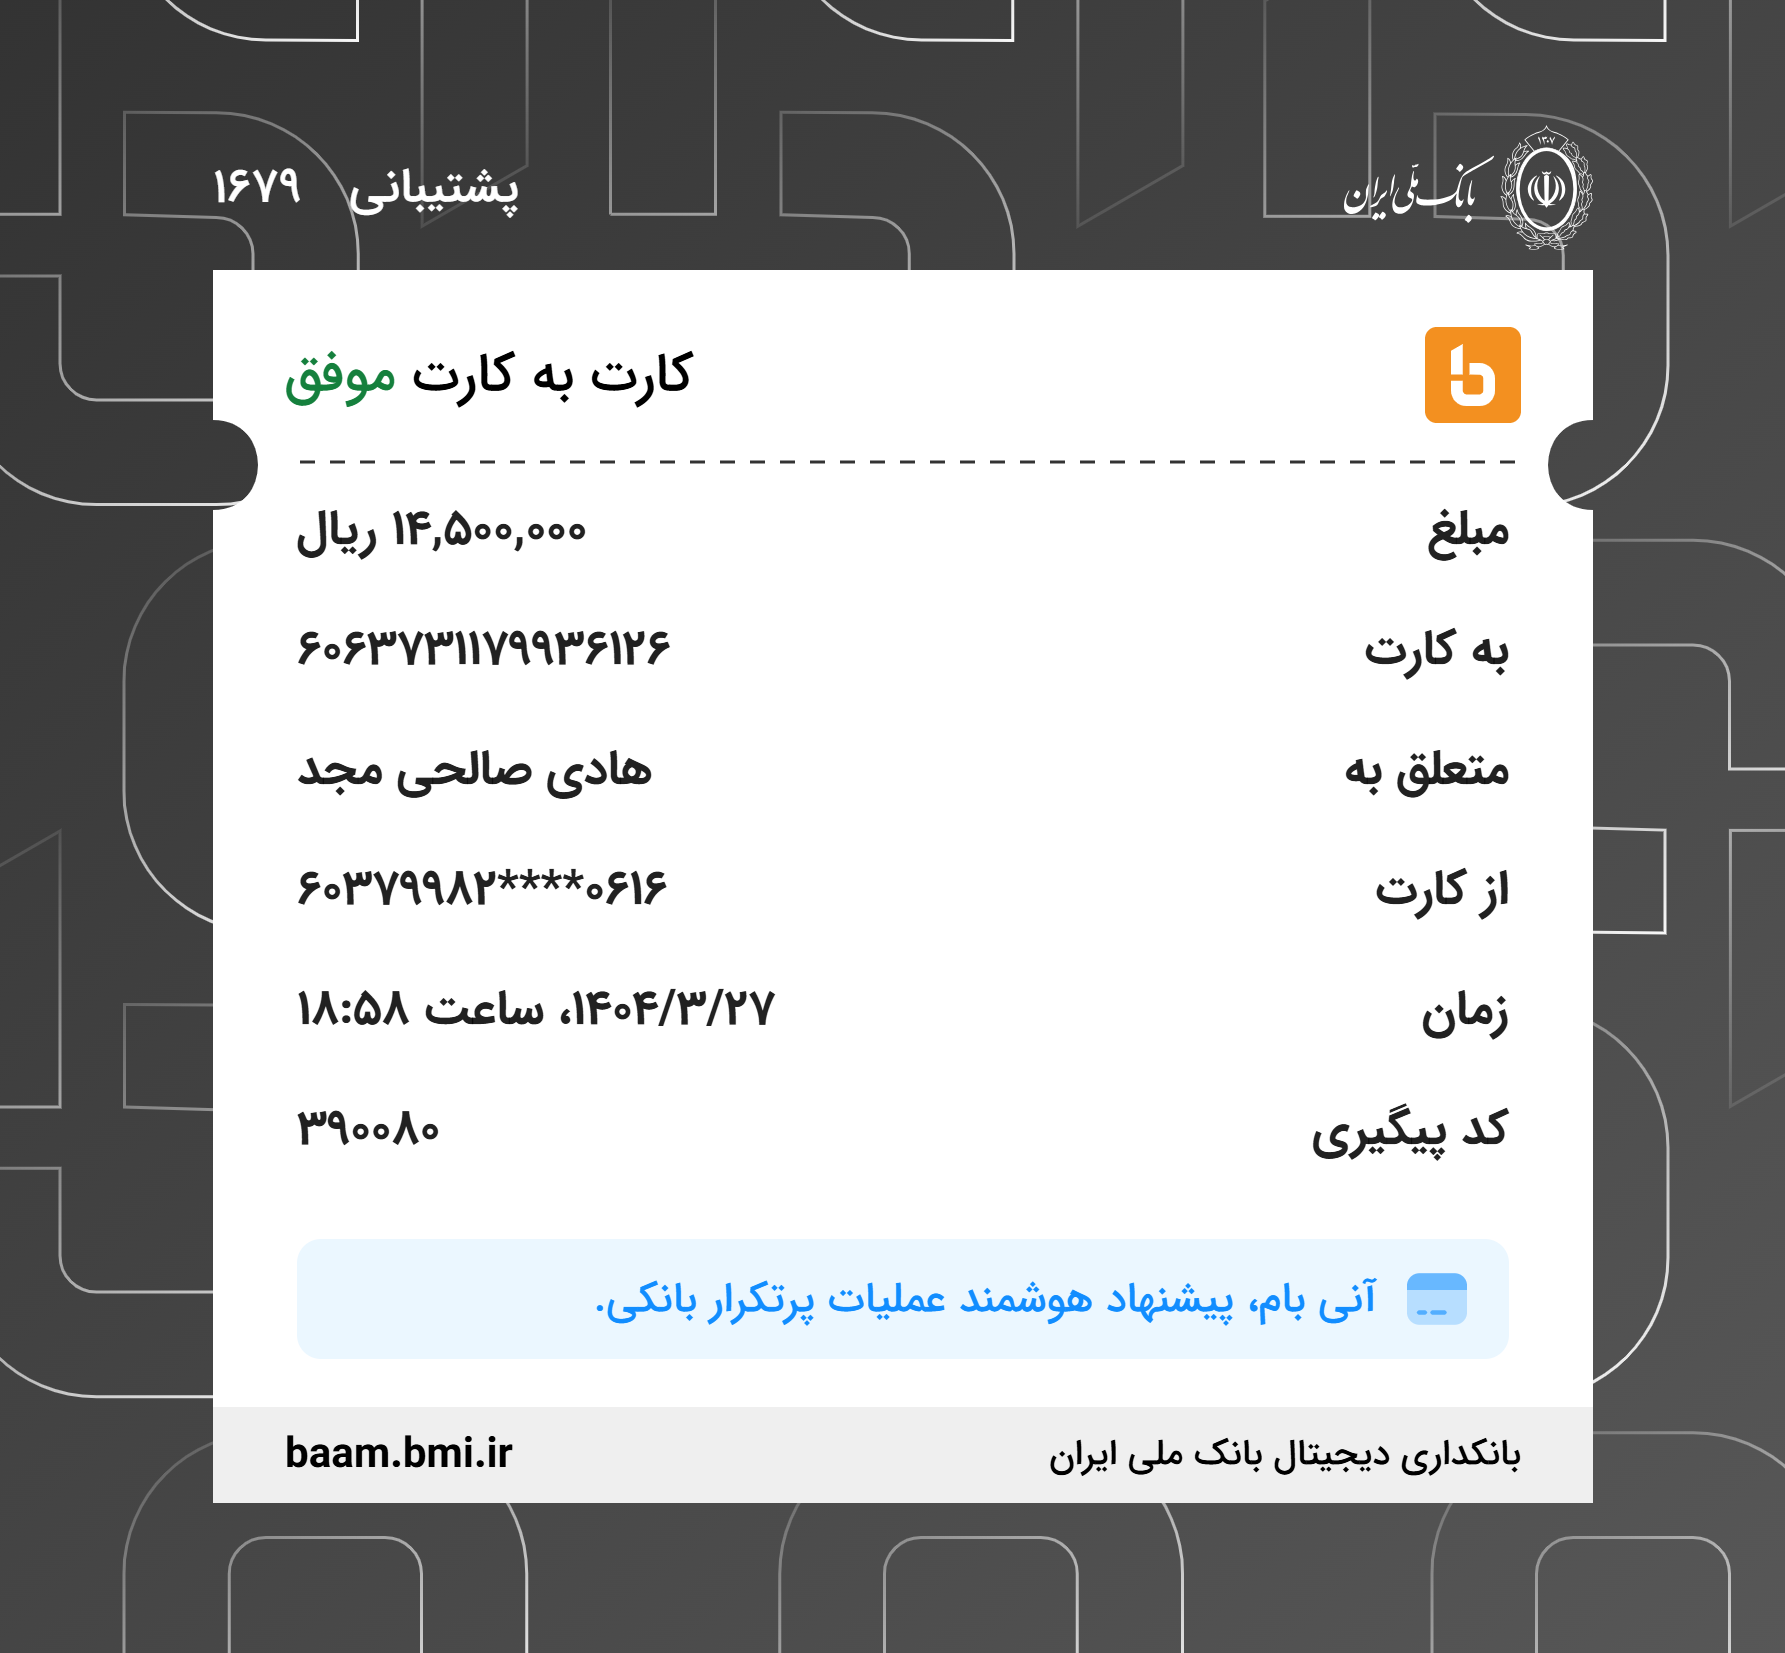 ۱۳۰۷
بانک ملّی ایران
پشتیبانی ۱۶۷۹
کارت به کارت موفق
مبلغ ۱۴,۵۰۰,۰۰۰ ریال
به کارت ۶۰۶۳۷۳۱۱۷۹۹۳۶۱۲۶
متعلق به هادی صالحی مجد
از کارت ۶۰۳۷۹۹۸۲****۰۶۱۶
زمان ۱۴۰۴/۳/۲۷، ساعت ۱۸:۵۸
کد پیگیری ۳۹۰۰۸۰
آنی بام، پیشنهاد هوشمند عملیات پرتکرار بانکی.
بانکداری دیجیتال بانک ملی ایران baam.bmi.ir